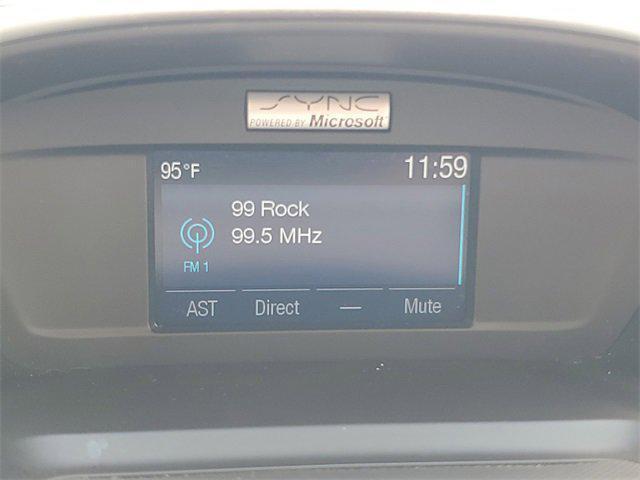 SYNC
POWERED BY Microsoft
95°F 11:59
99 Rock
99.5 MHz
FM 1
AST Direct — Mute